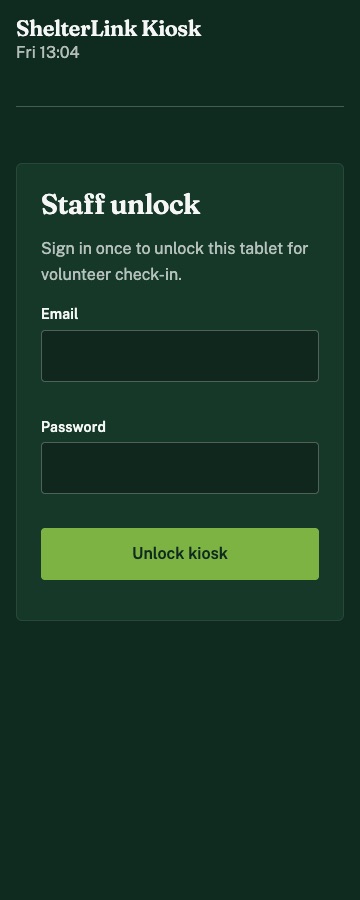 ShelterLink Kiosk
Fri 13:04
Staff unlock
Sign in once to unlock this tablet for
volunteer check-in.
Email
Password
Unlock kiosk